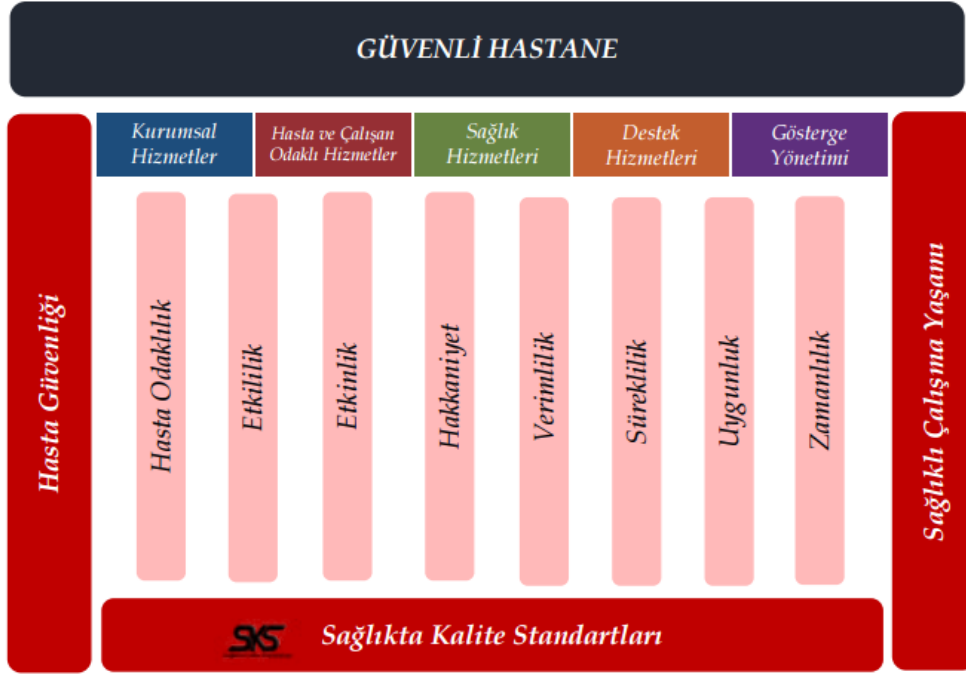 GÜVENLİ HASTANE
Kurumsal
Hizmetler
Hasta ve Çalışan
Odaklı Hizmetler
Sağlık
Hizmetleri
Destek
Hizmetleri
Gösterge
Yönetimi
Hasta Güvenliği
Hasta Odaklılık
Etkililik
Etkinlik
Hakkaniyet
Verimlilik
Süreklilik
Uygunluk
Zamanlılık
Sağlıklı Çalışma Yaşamı
SKS
Sağlıkta Kalite Standartları